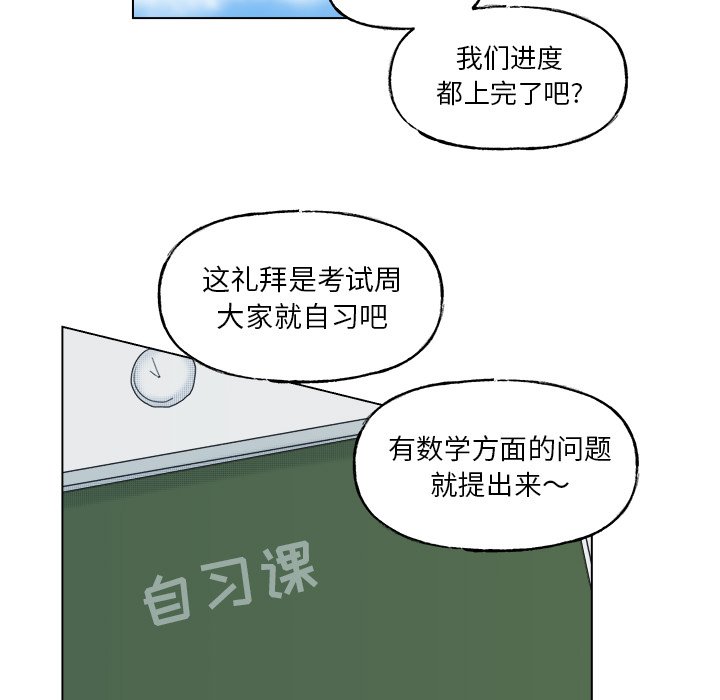 我们进度
都上完了吧?
这礼拜是考试周
大家就自习吧
有数学方面的问题
就提出来～
自习课